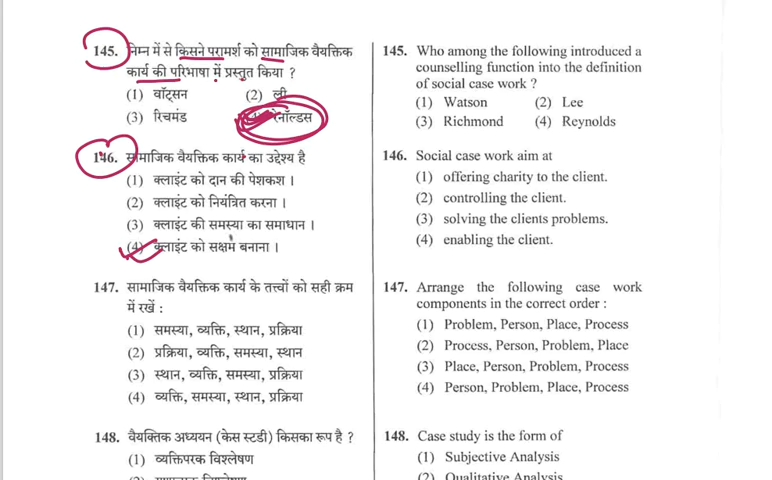 145. निम्न में से किसने परामर्श को सामाजिक वैयक्तिक
कार्य की परिभाषा में प्रस्तुत किया ?
(1) वॉट्सन (2) ली
(3) रिचमंड
146. सामाजिक वैयक्तिक कार्य का उद्देश्य है
(1) क्लाइंट को दान की पेशकश ।
(2) क्लाइंट को नियंत्रित करना ।
(3) क्लाइंट की समस्या का समाधान ।
(4) क्लाइंट को सक्षम बनाना ।
147. सामाजिक वैयक्तिक कार्य के तत्त्वों को सही क्रम
में रखें :
(1) समस्या, व्यक्ति, स्थान, प्रक्रिया
(2) प्रक्रिया, व्यक्ति, समस्या, स्थान
(3) स्थान, व्यक्ति, समस्या, प्रक्रिया
(4) व्यक्ति, समस्या, स्थान, प्रक्रिया
148. वैयक्तिक अध्ययन (केस स्टडी) किसका रूप है ?
(1) व्यक्तिपरक विश्लेषण
145. Who among the following introduced a
counselling function into the definition
of social case work ?
(1) Watson (2) Lee
(3) Richmond (4) Reynolds
146. Social case work aim at
(1) offering charity to the client.
(2) controlling the client.
(3) solving the clients problems.
(4) enabling the client.
147. Arrange the following case work
components in the correct order :
(1) Problem, Person, Place, Process
(2) Process, Person, Problem, Place
(3) Place, Person, Problem, Process
(4) Person, Problem, Place, Process
148. Case study is the form of
(1) Subjective Analysis
(2) Qualitative Analysis